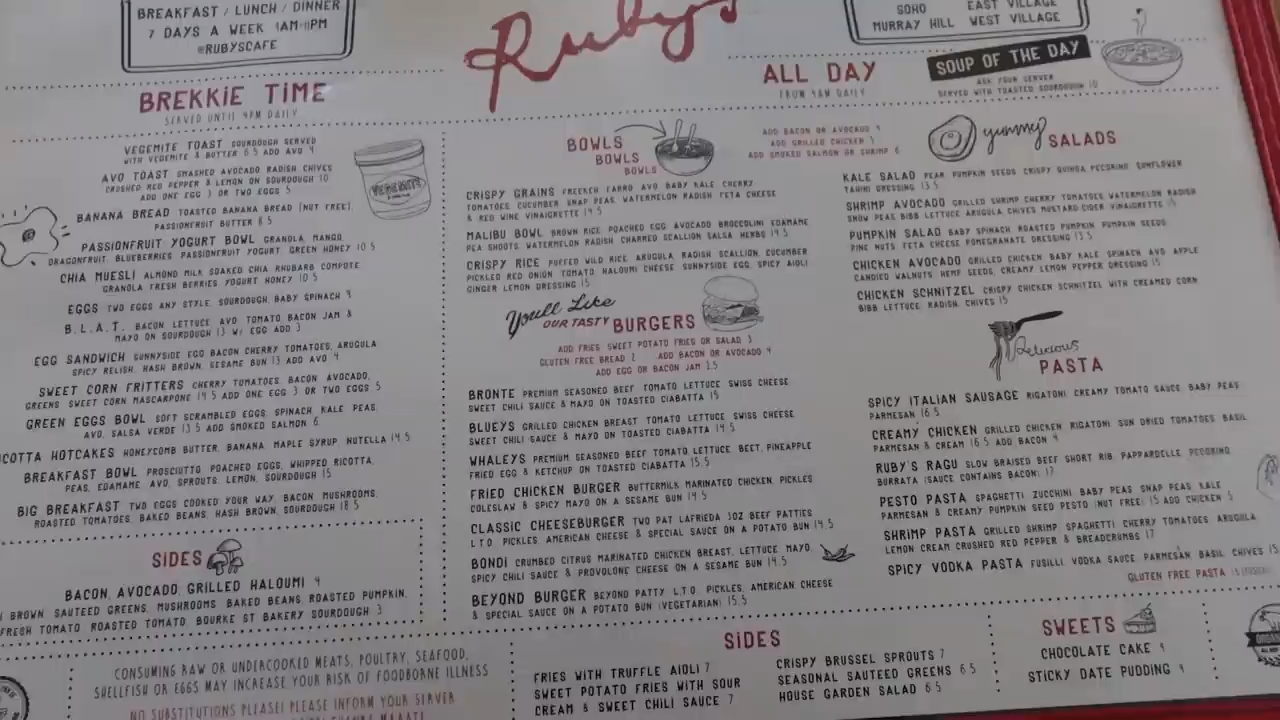 BREAKFAST / LUNCH / DINNER
7 DAYS A WEEK 9AM-11PM
@RUBYSCAFE
Rubys
SOHO EAST VILLAGE
MURRAY HILL WEST VILLAGE
BREKKIE TIME
SERVED UNTIL 4PM DAILY
VEGEMITE TOAST SOURDOUGH SERVED
WITH VEGEMITE & BUTTER 6.5 ADD AVO 4
VEGEMITE
AVO TOAST SMASHED AVOCADO RADISH CHIVES
CRUSHED RED PEPPER & LEMON ON SOURDOUGH 10
ADD ONE EGG 3 OR TWO EGGS 5
BANANA BREAD TOASTED BANANA BREAD (NUT FREE),
PASSIONFRUIT BUTTER 6.5
PASSIONFRUIT YOGURT BOWL GRANOLA, MANGO,
DRAGONFRUIT, BLUEBERRIES, PASSIONFRUIT YOGURT, GREEN HONEY 10.5
CHIA MUESLI ALMOND MILK SOAKED CHIA, RHUBARB COMPOTE,
GRANOLA FRESH BERRIES YOGURT HONEY 10.5
EGGS TWO EGGS ANY STYLE, SOURDOUGH, BABY SPINACH 9
B.L.A.T. BACON LETTUCE AVO TOMATO BACON JAM &
MAYO ON SOURDOUGH 13 W/ EGG ADD 3
EGG SANDWICH SUNNYSIDE EGG BACON CHERRY TOMATOES, ARUGULA
SPICY RELISH, HASH BROWN, SESAME BUN 13 ADD AVO 4
SWEET CORN FRITTERS CHERRY TOMATOES, BACON, AVOCADO,
GREENS SWEET CORN MASCARPONE 14.5 ADD ONE EGG 3 OR TWO EGGS 5
GREEN EGGS BOWL SOFT SCRAMBLED EGGS, SPINACH, KALE, PEAS,
AVO, SALSA VERDE 13.5 ADD SMOKED SALMON 6
COTTA HOTCAKES HONEYCOMB BUTTER, BANANA, MAPLE SYRUP, NUTELLA 14.5
BREAKFAST BOWL PROSCIUTTO, POACHED EGGS, WHIPPED RICOTTA,
PEAS, EDAMAME, AVO, SPROUTS, LEMON, SOURDOUGH 15
BIG BREAKFAST TWO EGGS COOKED YOUR WAY, BACON, MUSHROOMS,
ROASTED TOMATOES, BAKED BEANS, HASH BROWN, SOURDOUGH 18.5
SIDES
BACON, AVOCADO, GRILLED HALOUMI 4
BROWN, SAUTEED GREENS, MUSHROOMS, BAKED BEANS, ROASTED PUMPKIN,
FRESH TOMATO, ROASTED TOMATO, BOURKE ST BAKERY SOURDOUGH 3
CONSUMING RAW OR UNDERCOOKED MEATS, POULTRY, SEAFOOD,
SHELLFISH OR EGGS MAY INCREASE YOUR RISK OF FOODBORNE ILLNESS
NO SUBSTITUTIONS PLEASE! PLEASE INFORM YOUR SERVER
ALL DAY
FROM 9AM DAILY
SOUP OF THE DAY
ASK YOUR SERVER
SERVED WITH TOASTED SOURDOUGH 10
BOWLS
BOWLS
BOWLS
ADD BACON OR AVOCADO 4
ADD GRILLED CHICKEN 5
ADD SMOKED SALMON OR SHRIMP 6
CRISPY GRAINS FREEKEH FARRO AVO BABY KALE CHERRY
TOMATOES CUCUMBER SNAP PEAS WATERMELON RADISH FETA CHEESE
& RED WINE VINAIGRETTE 14.5
MALIBU BOWL BROWN RICE POACHED EGG AVOCADO BROCCOLINI EDAMAME
PEA SHOOTS WATERMELON RADISH CHARRED SCALLION SALSA HERBS 14.5
CRISPY RICE PUFFED WILD RICE ARUGULA RADISH SCALLION, CUCUMBER
PICKLED RED ONION TOMATO, HALOUMI CHEESE SUNNYSIDE EGG, SPICY AIOLI
GINGER LEMON DRESSING 15
You'll Like
OUR TASTY BURGERS
ADD FRIES SWEET POTATO FRIES OR SALAD 3
GLUTEN FREE BREAD 2 ADD BACON OR AVOCADO 4
ADD EGG OR BACON JAM 2.5
BRONTE PREMIUM SEASONED BEEF TOMATO LETTUCE SWISS CHEESE
SWEET CHILI SAUCE & MAYO ON TOASTED CIABATTA 15
BLUEYS GRILLED CHICKEN BREAST TOMATO LETTUCE, SWISS CHEESE
SWEET CHILI SAUCE & MAYO ON TOASTED CIABATTA 14.5
WHALEYS PREMIUM SEASONED BEEF TOMATO LETTUCE, BEET, PINEAPPLE
FRIED EGG & KETCHUP ON TOASTED CIABATTA 15.5
FRIED CHICKEN BURGER BUTTERMILK MARINATED CHICKEN, PICKLES
COLESLAW & SPICY MAYO ON A SESAME BUN 14.5
CLASSIC CHEESEBURGER TWO PAT LAFRIEDA 3OZ BEEF PATTIES
L.T.O. PICKLES, AMERICAN CHEESE & SPECIAL SAUCE ON A POTATO BUN 14.5
BONDI CRUMBED CITRUS MARINATED CHICKEN BREAST, LETTUCE, MAYO,
SPICY CHILI SAUCE & PROVOLONE CHEESE ON A SESAME BUN 14.5
BEYOND BURGER BEYOND PATTY L.T.O. PICKLES, AMERICAN CHEESE
& SPECIAL SAUCE ON A POTATO BUN (VEGETARIAN) 15.5
yummy SALADS
KALE SALAD PEAR PUMPKIN SEEDS CRISPY QUINOA PECORINO SUNFLOWER
TAHINI DRESSING 13.5
SHRIMP AVOCADO GRILLED SHRIMP CHERRY TOMATOES WATERMELON RADISH
SNOW PEAS BIBB LETTUCE ARUGULA, CHIVES MUSTARD CIDER VINAIGRETTE 15
PUMPKIN SALAD BABY SPINACH ROASTED PUMPKIN PUMPKIN SEEDS
PINE NUTS FETA CHEESE POMEGRANATE DRESSING 13.5
CHICKEN AVOCADO GRILLED CHICKEN BABY KALE SPINACH AVO APPLE
CANDIED WALNUTS HEMP SEEDS, CREAMY LEMON PEPPER DRESSING 15
CHICKEN SCHNITZEL CRISPY CHICKEN SCHNITZEL WITH CREAMED CORN
BIBB LETTUCE RADISH, CHIVES 15
Delicious
PASTA
SPICY ITALIAN SAUSAGE RIGATONI CREAMY TOMATO SAUCE, BABY PEAS
PARMESAN 16.5
CREAMY CHICKEN GRILLED CHICKEN RIGATONI SUN DRIED TOMATOES, BASIL
PARMESAN & CREAM 16.5 ADD BACON 4
RUBY'S RAGU SLOW BRAISED BEEF SHORT RIB, PAPPARDELLE, PECORINO
BURRATA (SAUCE CONTAINS BACON) 17
PESTO PASTA SPAGHETTI ZUCCHINI, BABY PEAS SNAP PEAS, KALE
PARMESAN & CREAMY PUMPKIN SEED PESTO (NUT FREE) 15 ADD CHICKEN 5
SHRIMP PASTA GRILLED SHRIMP, SPAGHETTI CHERRY TOMATOES, ARUGULA
LEMON CREAM CRUSHED RED PEPPER & BREADCRUMBS 17
SPICY VODKA PASTA FUSILLI, VODKA SAUCE PARMESAN, BASIL, CHIVES 15
GLUTEN FREE PASTA
SIDES
FRIES WITH TRUFFLE AIOLI 7
SWEET POTATO FRIES WITH SOUR
CREAM & SWEET CHILI SAUCE 7
CRISPY BRUSSEL SPROUTS 7
SEASONAL SAUTEED GREENS 6.5
HOUSE GARDEN SALAD 6.5
SWEETS
CHOCOLATE CAKE 9
STICKY DATE PUDDING 9